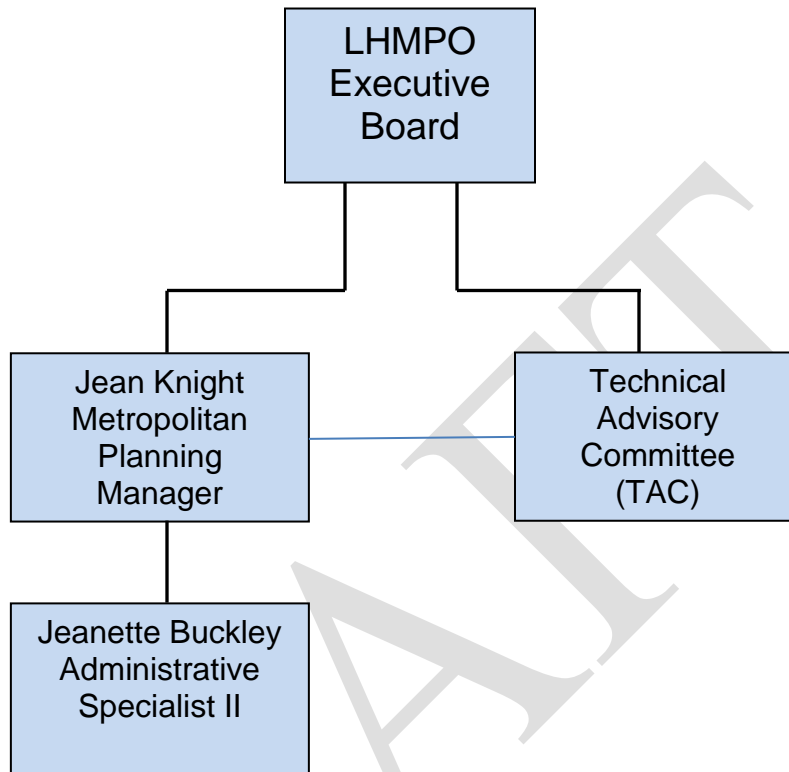 LHMPO
Executive
Board
Jean Knight
Metropolitan
Planning
Manager
Technical
Advisory
Committee
(TAC)
Jeanette Buckley
Administrative
Specialist II